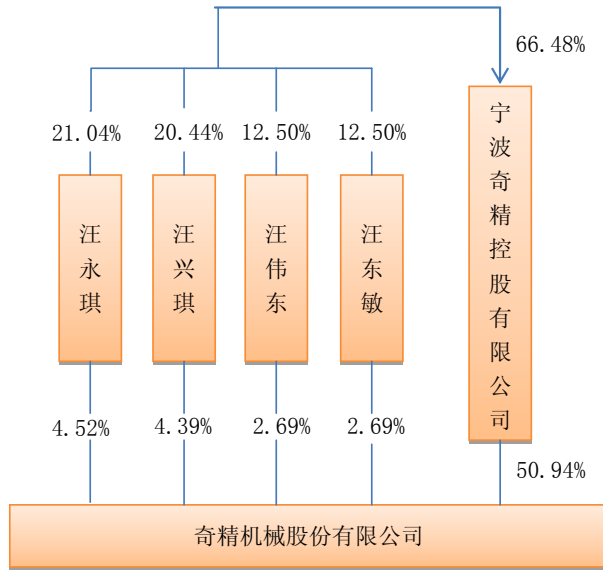 66.48%
21.04%
20.44%
12.50%
12.50%
汪永琪
汪兴琪
汪伟东
汪东敏
宁波奇精控股有限公司
4.52%
4.39%
2.69%
2.69%
50.94%
奇精机械股份有限公司